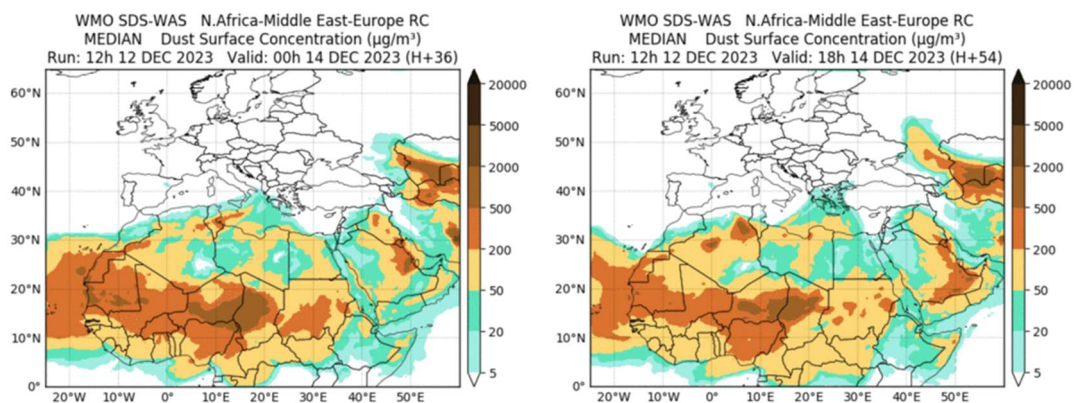 WMO SDS-WAS N.Africa-Middle East-Europe RC
MEDIAN Dust Surface Concentration (µg/m³)
Run: 12h 12 DEC 2023 Valid: 00h 14 DEC 2023 (H+36)
60°N
50°N
40°N
30°N
20°N
10°N
0°
20°W
10°W
0°
10°E
20°E
30°E
40°E
50°E
20000
5000
2000
500
200
50
20
5
WMO SDS-WAS N.Africa-Middle East-Europe RC
MEDIAN Dust Surface Concentration (µg/m³)
Run: 12h 12 DEC 2023 Valid: 18h 14 DEC 2023 (H+54)
60°N
50°N
40°N
30°N
20°N
10°N
0°
20°W
10°W
0°
10°E
20°E
30°E
40°E
50°E
20000
5000
2000
500
200
50
20
5